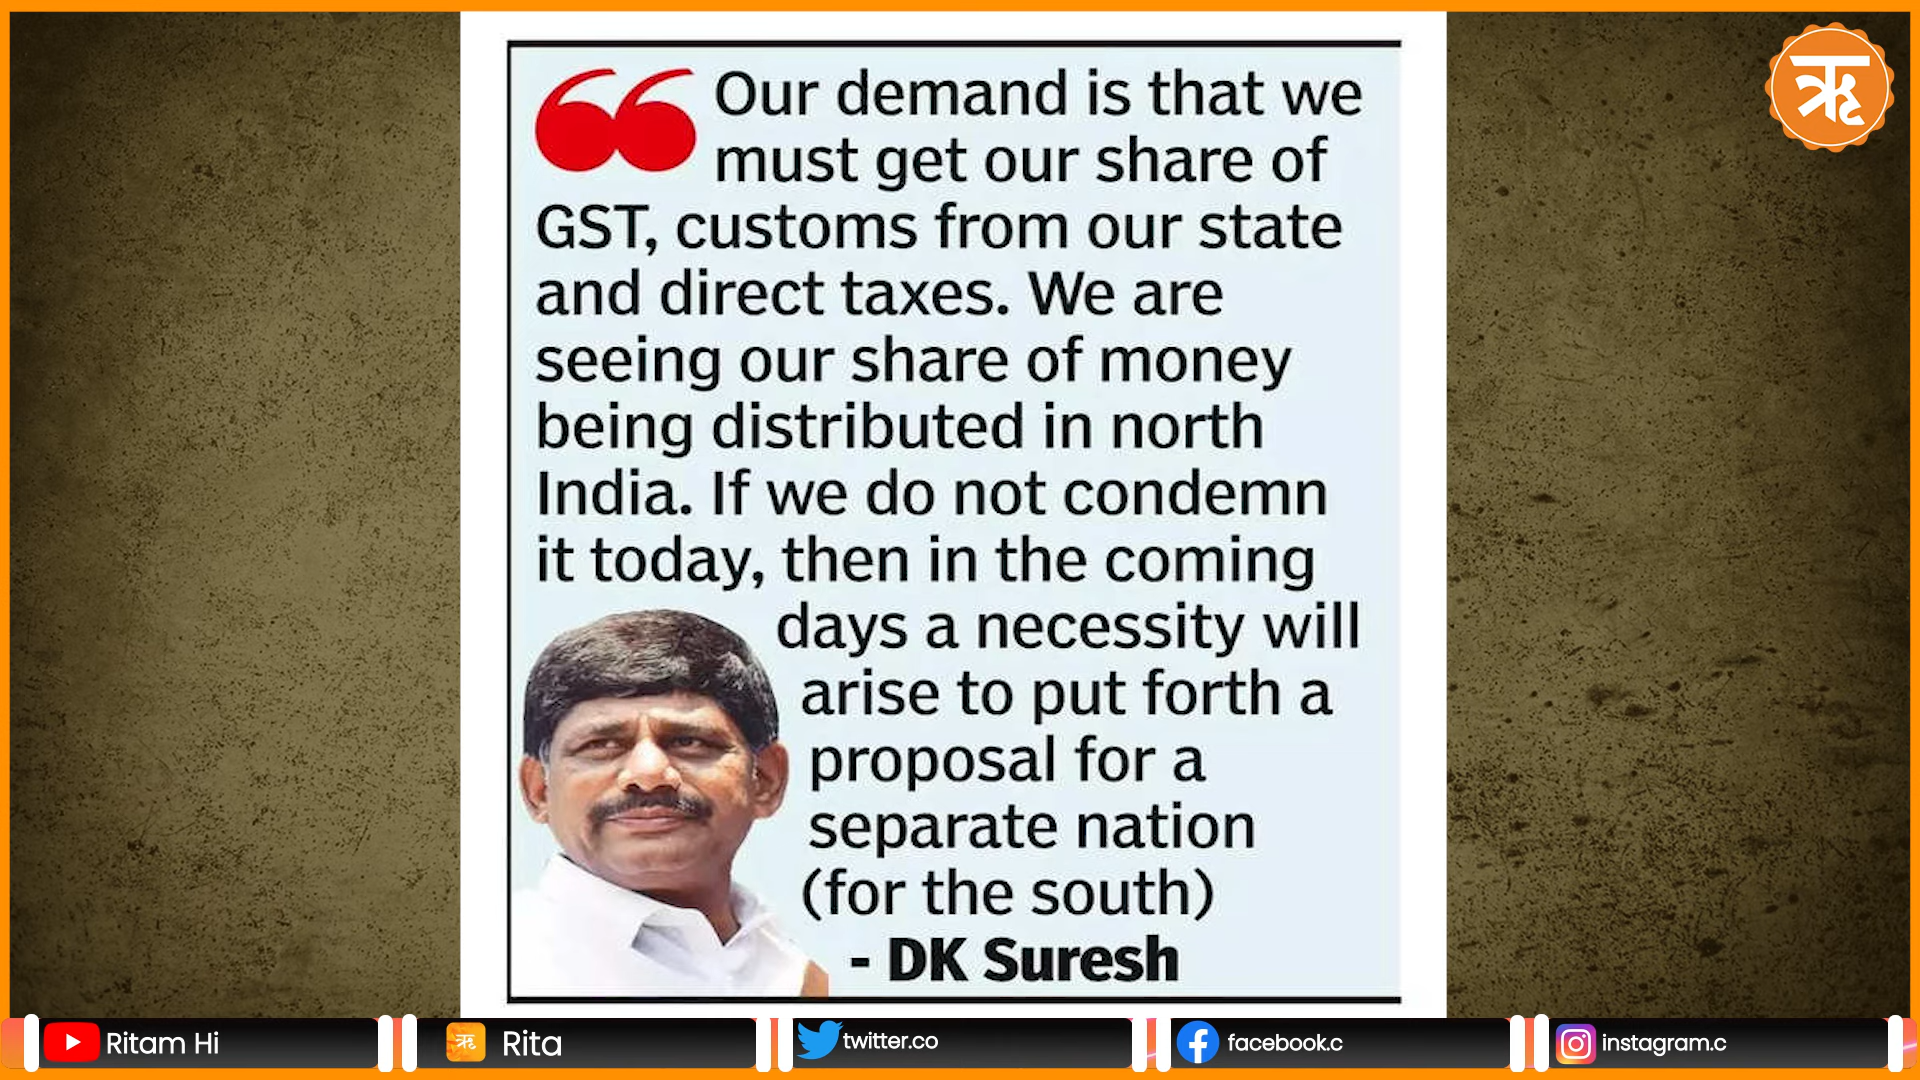 ऋ
Our demand is that we
must get our share of
GST, customs from our state
and direct taxes. We are
seeing our share of money
being distributed in north
India. If we do not condemn
it today, then in the coming
days a necessity will
arise to put forth a
proposal for a
separate nation
(for the south)
- DK Suresh
Ritam Hi
ऋ
Rita
twitter.co
facebook.c
instagram.c